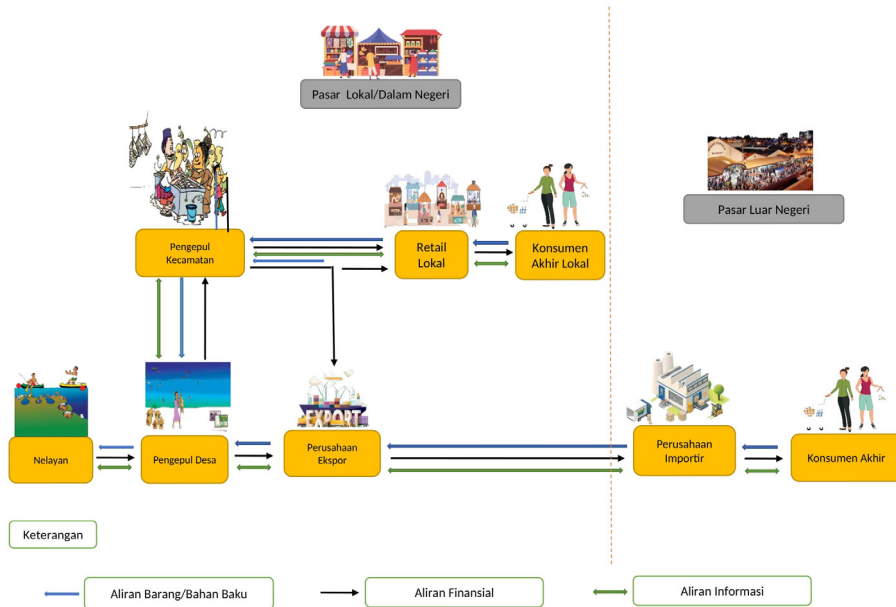 Pasar Lokal/Dalam Negeri
Pasar Luar Negeri
Pengepul
Kecamatan
Retail
Lokal
Konsumen
Akhir Lokal
EXPORT
Nelayan
Pengepul Desa
Perusahaan
Ekspor
Perusahaan
Importir
Konsumen Akhir
Keterangan
Aliran Barang/Bahan Baku
Aliran Finansial
Aliran Informasi